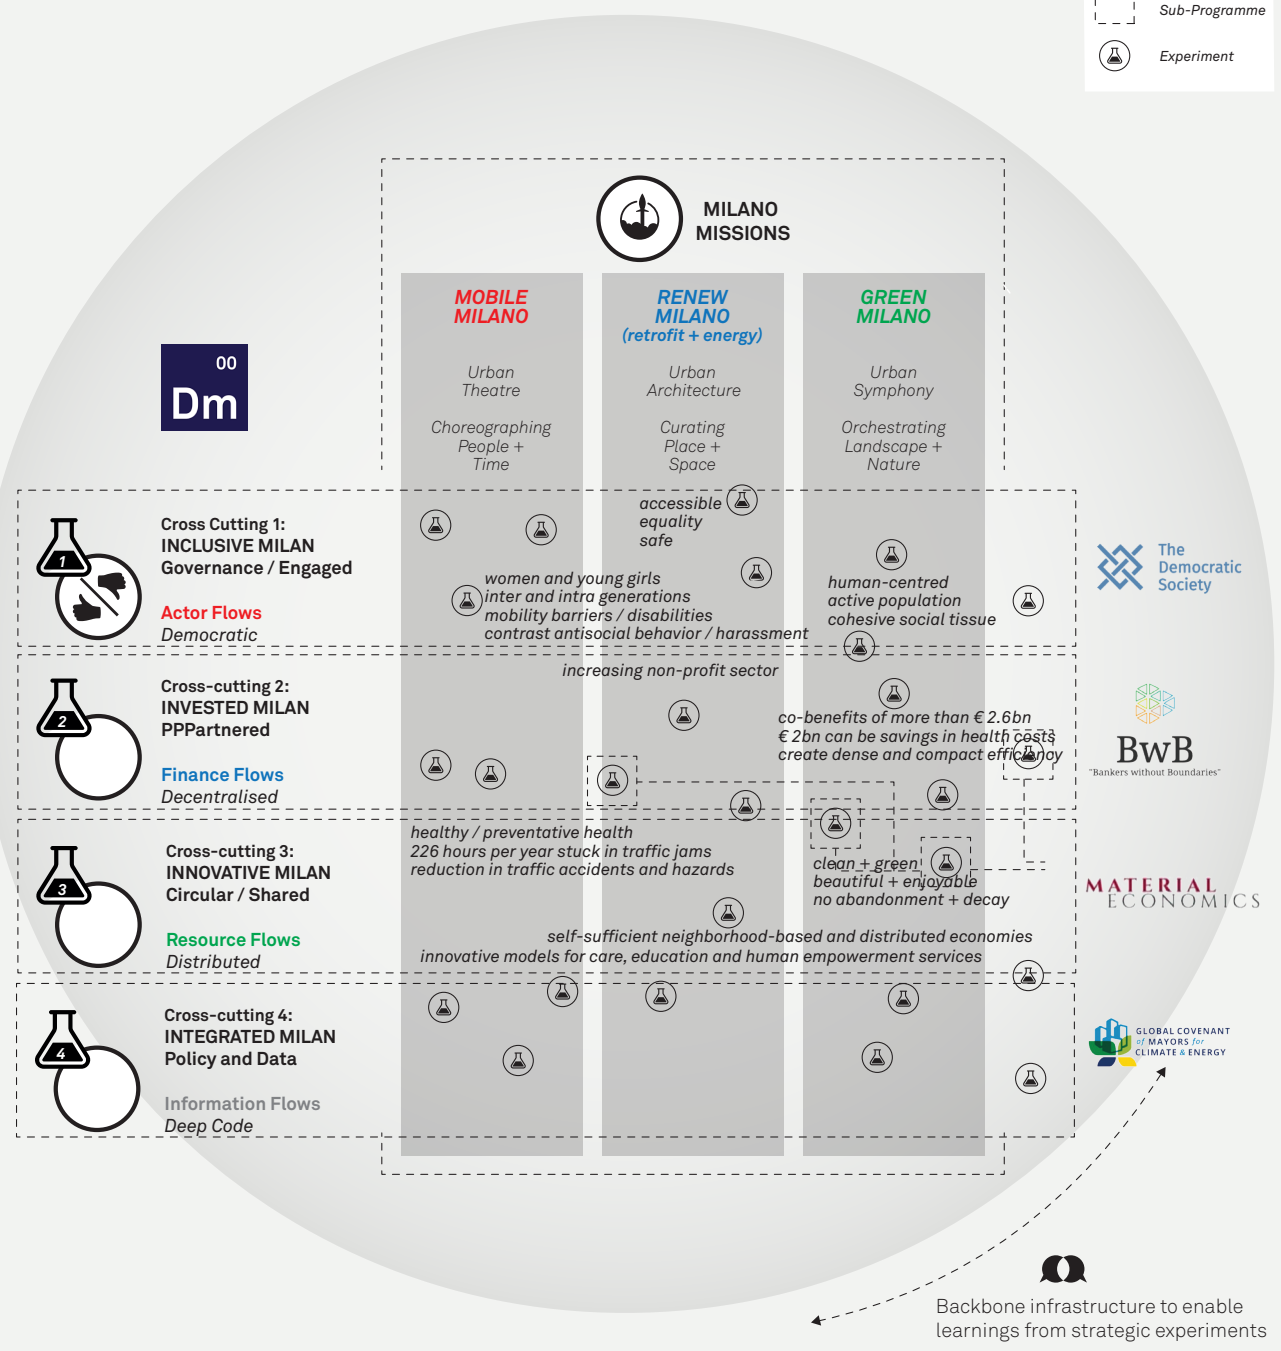 Sub-Programme
Experiment
MILANO
MISSIONS
MOBILE
MILANO
Urban
Theatre
Choreographing
People +
Time
RENEW
MILANO
(retrofit + energy)
Urban
Architecture
Curating
Place +
Space
GREEN
MILANO
Urban
Symphony
Orchestrating
Landscape +
Nature
00
Dm
1
Cross Cutting 1:
INCLUSIVE MILAN
Governance / Engaged
Actor Flows
Democratic
accessible
equality
safe
women and young girls
inter and intra generations
mobility barriers / disabilities
contrast antisocial behavior / harassment
human-centred
active population
cohesive social tissue
The
Democratic
Society
2
Cross-cutting 2:
INVESTED MILAN
PPPartnered
Finance Flows
Decentralised
increasing non-profit sector
co-benefits of more than € 2.6bn
€ 2bn can be savings in health costs
create dense and compact efficiency
BwB
"Bankers without Boundaries"
3
Cross-cutting 3:
INNOVATIVE MILAN
Circular / Shared
Resource Flows
Distributed
healthy / preventative health
226 hours per year stuck in traffic jams
reduction in traffic accidents and hazards
clean + green
beautiful + enjoyable
no abandonment + decay
self-sufficient neighborhood-based and distributed economies
innovative models for care, education and human empowerment services
MATERIAL
ECONOMICS
4
Cross-cutting 4:
INTEGRATED MILAN
Policy and Data
Information Flows
Deep Code
GLOBAL COVENANT
of MAYORS for
CLIMATE & ENERGY
Backbone infrastructure to enable
learnings from strategic experiments